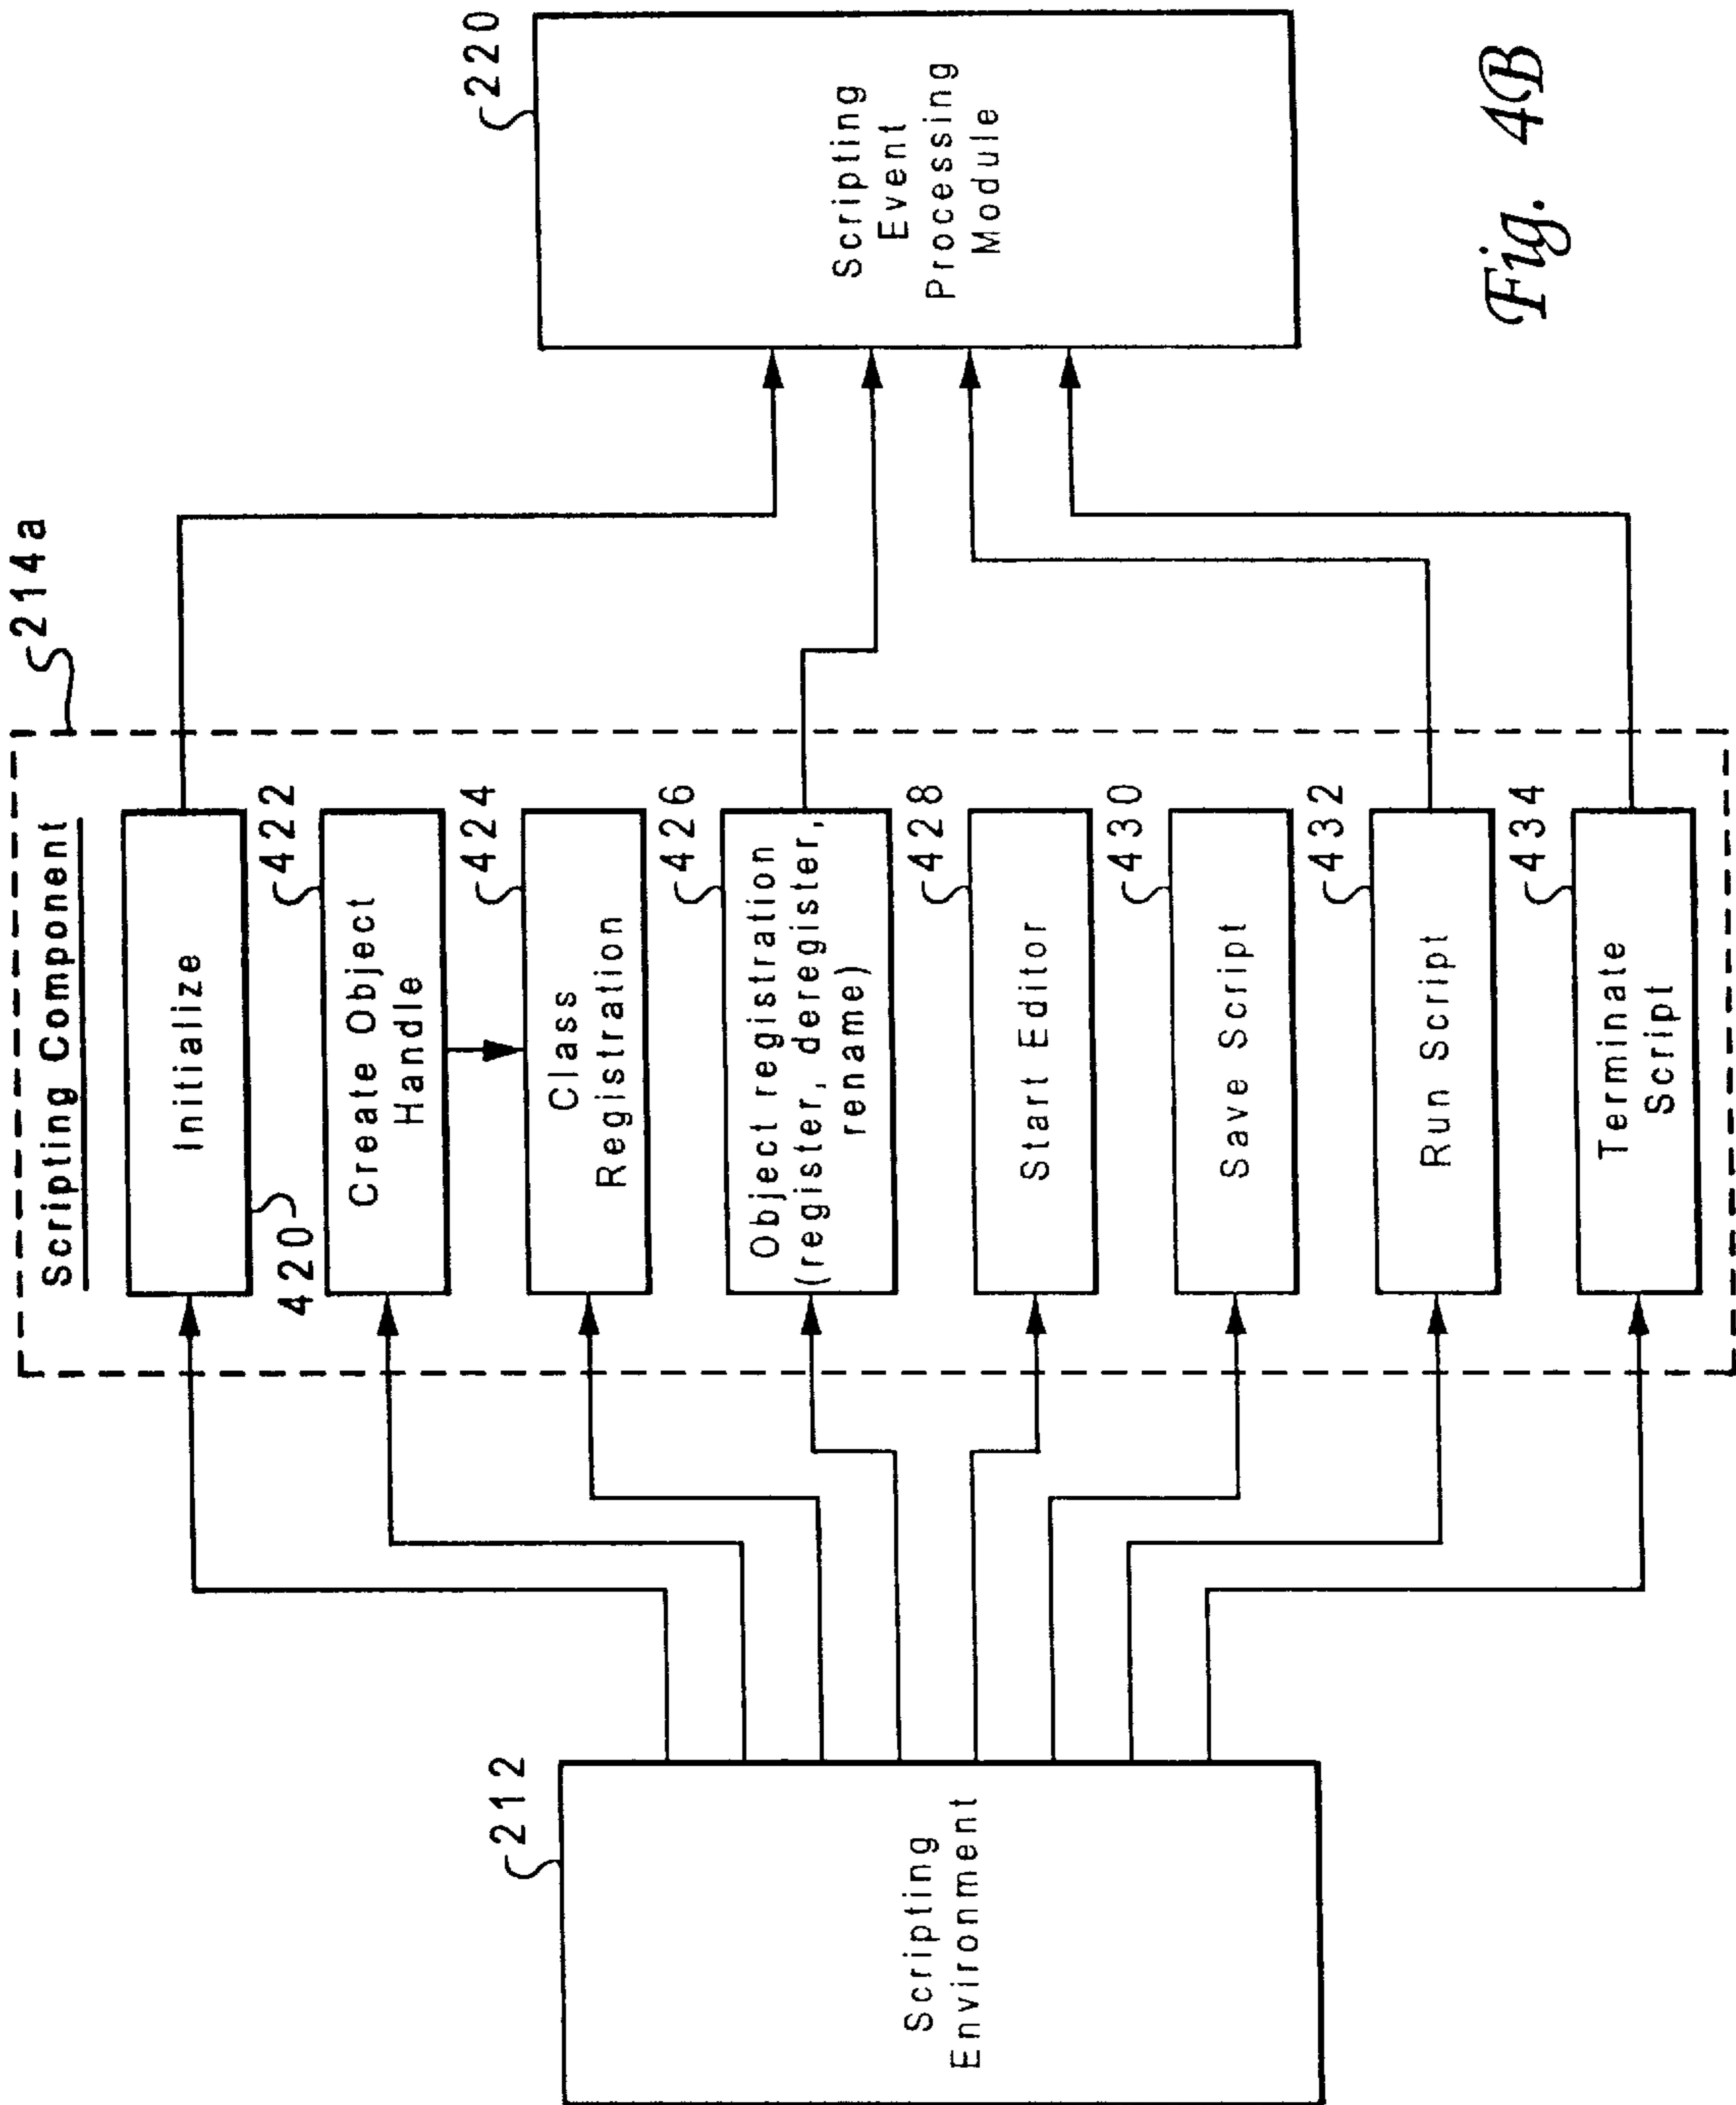 214a
Scripting Component
Initialize
420
Create Object
Handle
422
Class
Registration
424
Object registration
(register, deregister,
rename)
426
Start Editor
428
Save Script
430
Run Script
432
Terminate
Script
434
212
Scripting
Environment
220
Scripting
Event
Processing
Module
Fig. 4B